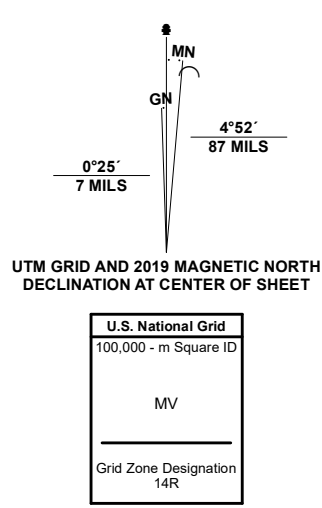 MN
GN
4°52´
87 MILS
0°25´
7 MILS
UTM GRID AND 2019 MAGNETIC NORTH
DECLINATION AT CENTER OF SHEET
U.S. National Grid
100,000 - m Square ID
MV
Grid Zone Designation
14R